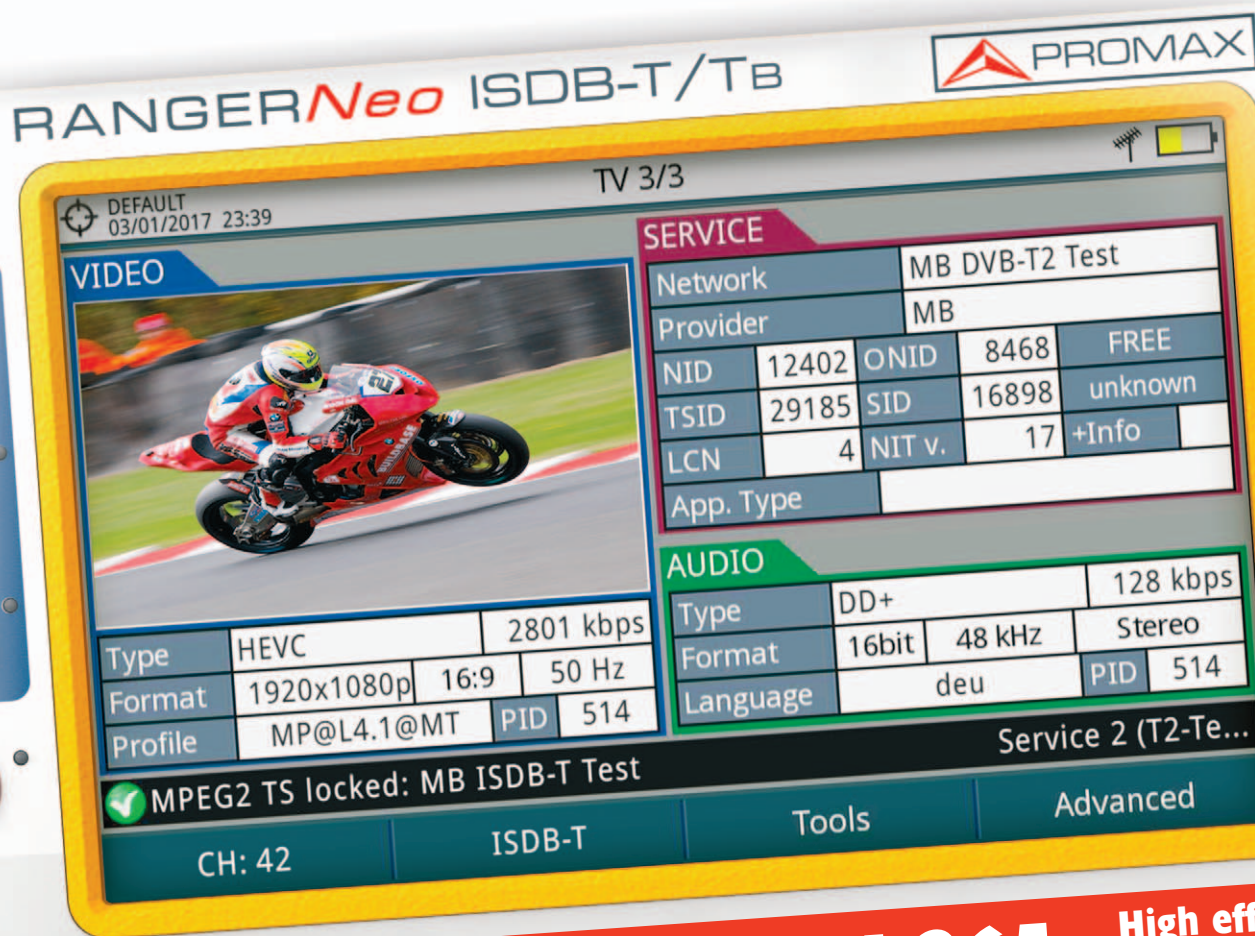 RANGERNeo ISDB-T/TB
PROMAX
DEFAULT
03/01/2017 23:39
TV 3/3
VIDEO
BUILDBASE
Type HEVC 2801 kbps
Format 1920x1080p 16:9 50 Hz
Profile MP@L4.1@MT PID 514
SERVICE
Network MB DVB-T2 Test
Provider MB
NID 12402 ONID 8468 FREE
TSID 29185 SID 16898 unknown
LCN 4 NIT v. 17 +Info
App. Type
AUDIO
Type DD+ 128 kbps
Format 16bit 48 kHz Stereo
Language deu PID 514
MPEG2 TS locked: MB ISDB-T Test Service 2 (T2-Te...
CH: 42 ISDB-T Tools Advanced
High